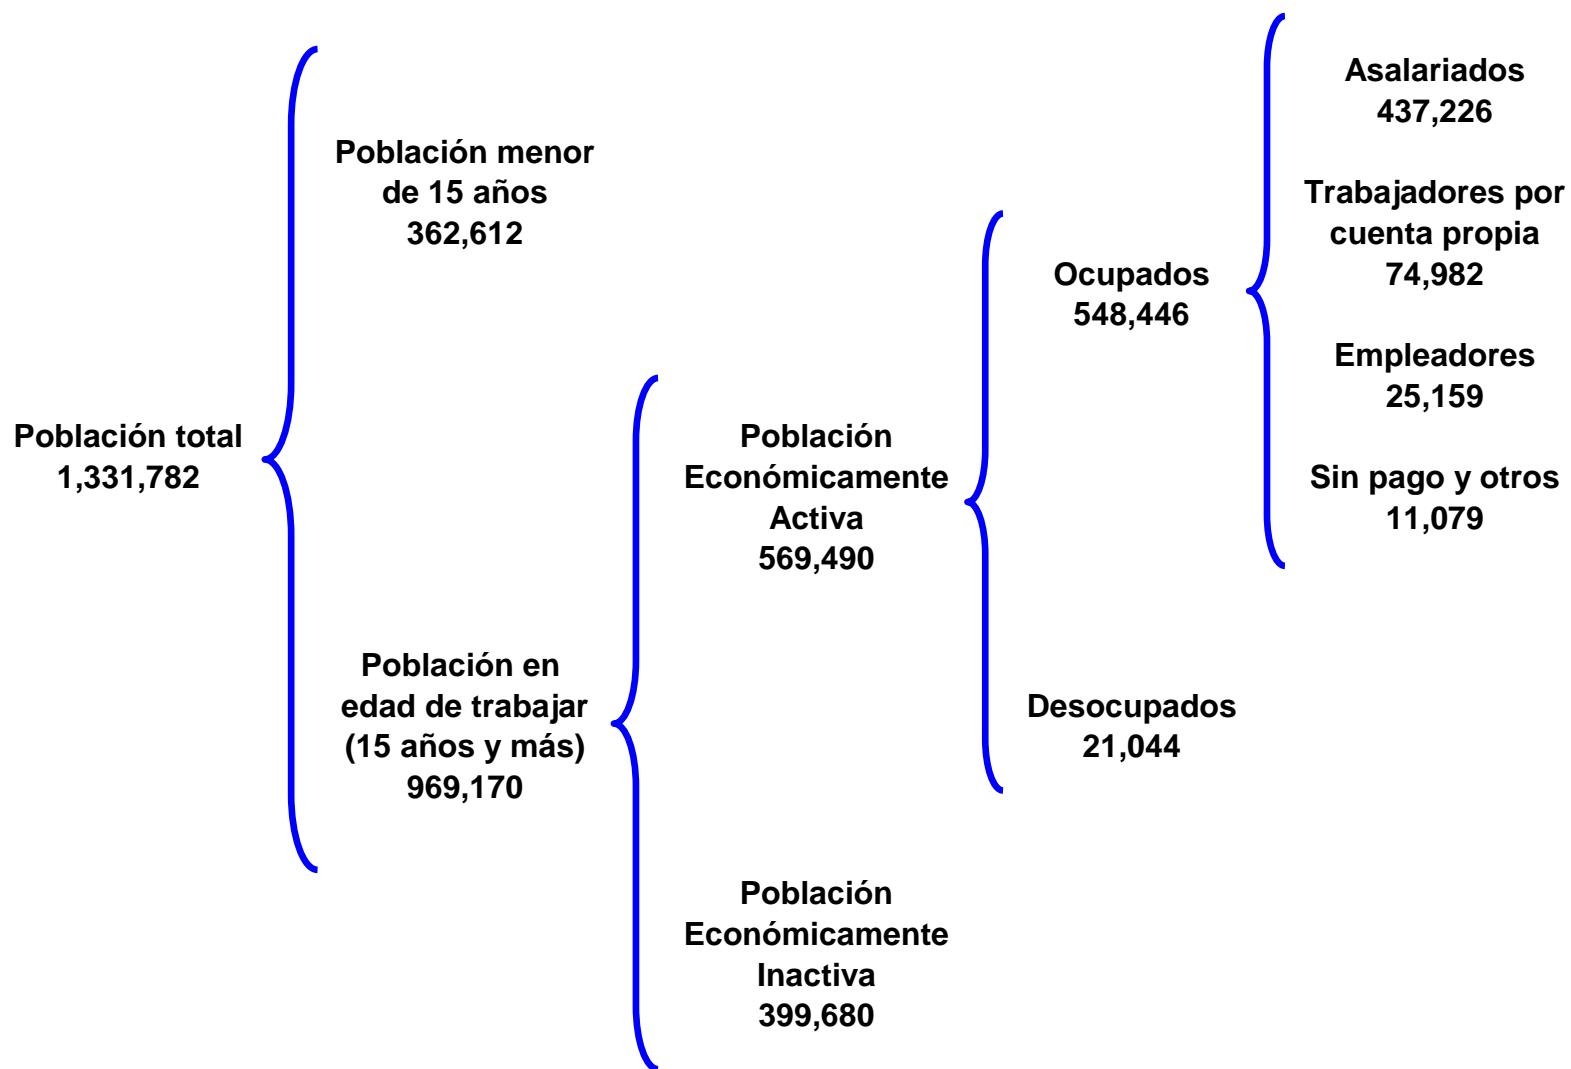 Población total
1,331,782
Población menor
de 15 años
362,612
Población en
edad de trabajar
(15 años y más)
969,170
Población
Económicamente
Activa
569,490
Población
Económicamente
Inactiva
399,680
Ocupados
548,446
Desocupados
21,044
Asalariados
437,226
Trabajadores por
cuenta propia
74,982
Empleadores
25,159
Sin pago y otros
11,079